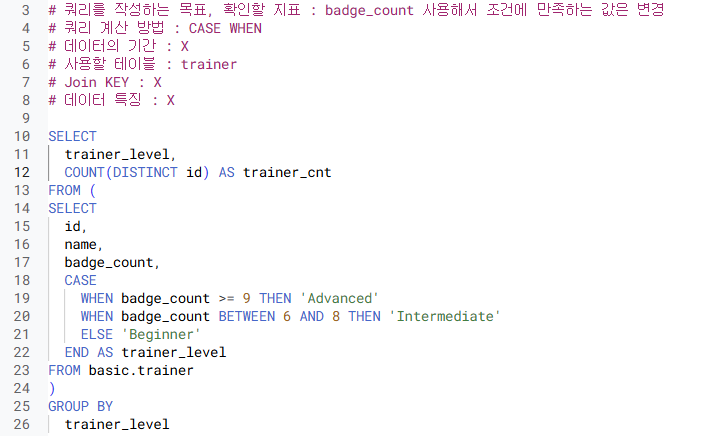 3 # 쿼리를 작성하는 목표, 확인할 지표 : badge_count 사용해서 조건에 만족하는 값은 변경
4 # 쿼리 계산 방법 : CASE WHEN
5 # 데이터의 기간 : X
6 # 사용할 테이블 : trainer
7 # Join KEY : X
8 # 데이터 특징 : X
9
10 SELECT
11   trainer_level,
12   COUNT(DISTINCT id) AS trainer_cnt
13 FROM (
14 SELECT
15   id,
16   name,
17   badge_count,
18   CASE
19     WHEN badge_count >= 9 THEN 'Advanced'
20     WHEN badge_count BETWEEN 6 AND 8 THEN 'Intermediate'
21     ELSE 'Beginner'
22   END AS trainer_level
23 FROM basic.trainer
24 )
25 GROUP BY
26   trainer_level